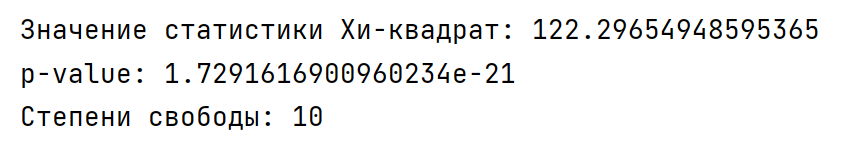 Значение статистики Хи-квадрат: 122.29654948595365
p-value: 1.7291616900960234e-21
Степени свободы: 10